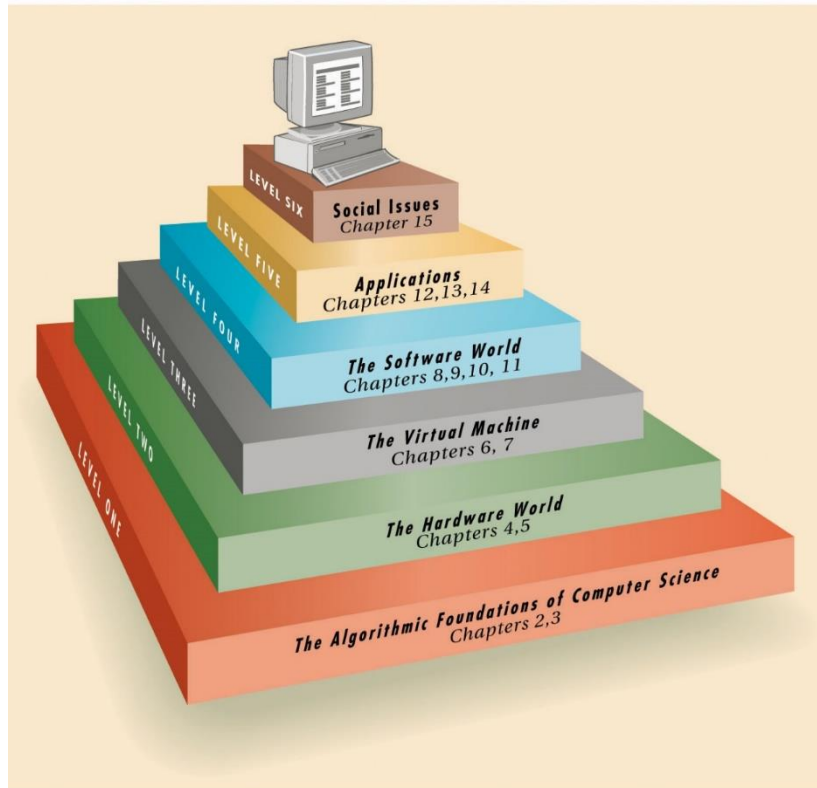 LEVEL SIX
Social Issues
Chapter 15
LEVEL FIVE
Applications
Chapters 12,13,14
LEVEL FOUR
The Software World
Chapters 8,9,10, 11
LEVEL THREE
The Virtual Machine
Chapters 6, 7
LEVEL TWO
The Hardware World
Chapters 4,5
LEVEL ONE
The Algorithmic Foundations of Computer Science
Chapters 2,3